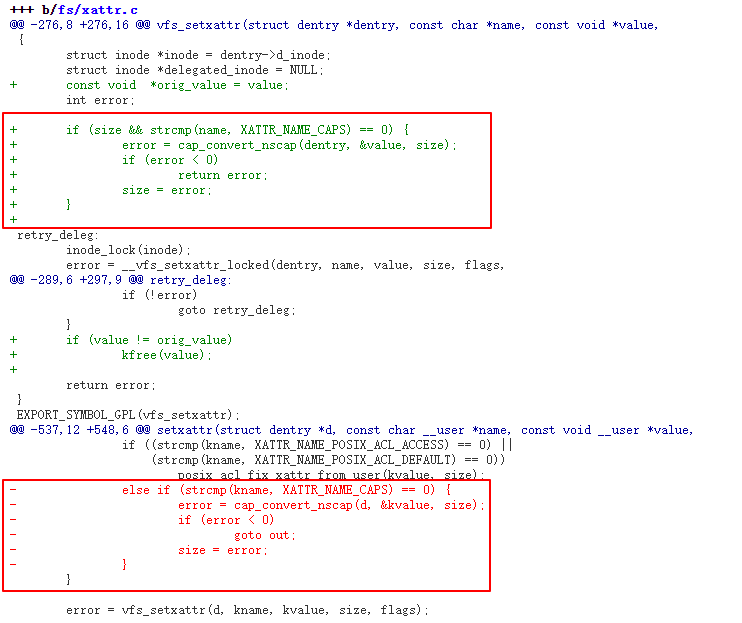 +++ b/fs/xattr.c
@@ -276,8 +276,16 @@ vfs_setxattr(struct dentry *dentry, const char *name, const void *value,
 {
        struct inode *inode = dentry->d_inode;
        struct inode *delegated_inode = NULL;
+       const void  *orig_value = value;
        int error;

+       if (size && strcmp(name, XATTR_NAME_CAPS) == 0) {
+               error = cap_convert_nscap(dentry, &value, size);
+               if (error < 0)
+                       return error;
+               size = error;
+       }
+
 retry_deleg:
        inode_lock(inode);
        error = __vfs_setxattr_locked(dentry, name, value, size, flags,
@@ -289,6 +297,9 @@ retry_deleg:
                if (!error)
                        goto retry_deleg;
        }
+       if (value != orig_value)
+               kfree(value);
+
        return error;
 }
 EXPORT_SYMBOL_GPL(vfs_setxattr);
@@ -537,12 +548,6 @@ setxattr(struct dentry *d, const char __user *name, const void __user *value,
                if ((strcmp(kname, XATTR_NAME_POSIX_ACL_ACCESS) == 0) ||
                    (strcmp(kname, XATTR_NAME_POSIX_ACL_DEFAULT) == 0))
                        posix_acl_fix_xattr_from_user(kvalue, size);
-               else if (strcmp(kname, XATTR_NAME_CAPS) == 0) {
-                       error = cap_convert_nscap(d, &kvalue, size);
-                       if (error < 0)
-                               goto out;
-                       size = error;
-               }
        }

        error = vfs_setxattr(d, kname, kvalue, size, flags);